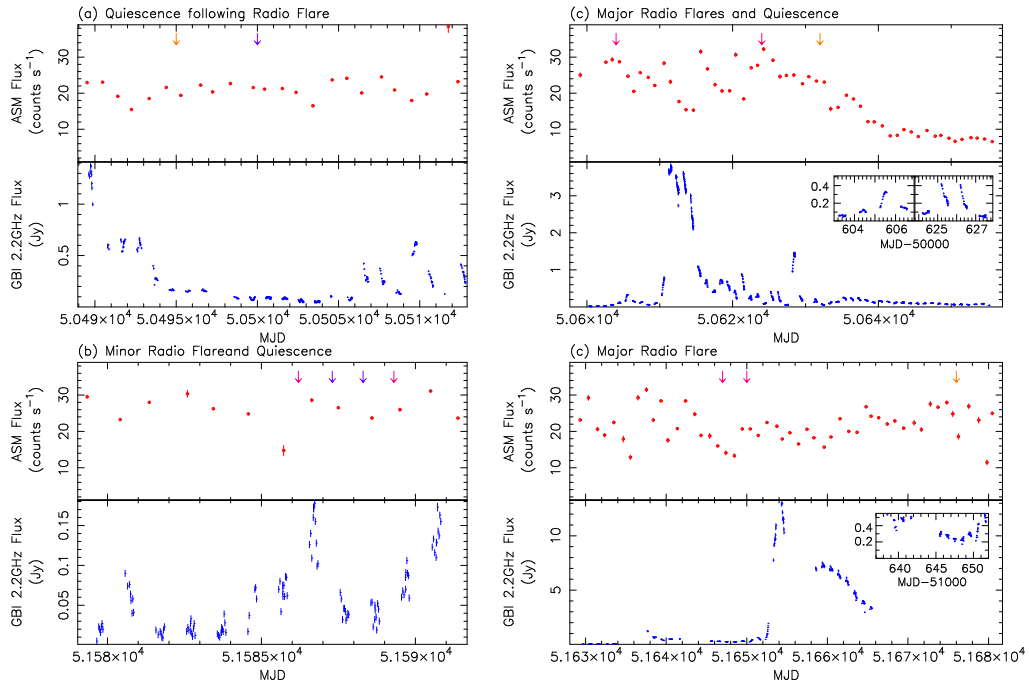 (a) Quiescence following Radio Flare
ASM Flux
(counts s⁻¹)
30
20
10
GBI 2.2GHz Flux
(Jy)
1
0.5
5.049×10⁴ 5.0495×10⁴ 5.05×10⁴ 5.0505×10⁴ 5.051×10⁴
MJD
(c) Major Radio Flares and Quiescence
ASM Flux
(counts s⁻¹)
30
20
10
GBI 2.2GHz Flux
(Jy)
3
2
1
0.4
0.2
604 606 625 627
MJD-50000
5.06×10⁴ 5.062×10⁴ 5.064×10⁴
MJD
(b) Minor Radio Flareand Quiescence
ASM Flux
(counts s⁻¹)
30
20
10
GBI 2.2GHz Flux
(Jy)
0.15
0.1
0.05
5.158×10⁴ 5.1585×10⁴ 5.159×10⁴
MJD
(c) Major Radio Flare
ASM Flux
(counts s⁻¹)
30
20
10
GBI 2.2GHz Flux
(Jy)
10
5
0.4
0.2
640 645 650
MJD-51000
5.163×10⁴ 5.164×10⁴ 5.165×10⁴ 5.166×10⁴ 5.167×10⁴ 5.168×10⁴
MJD